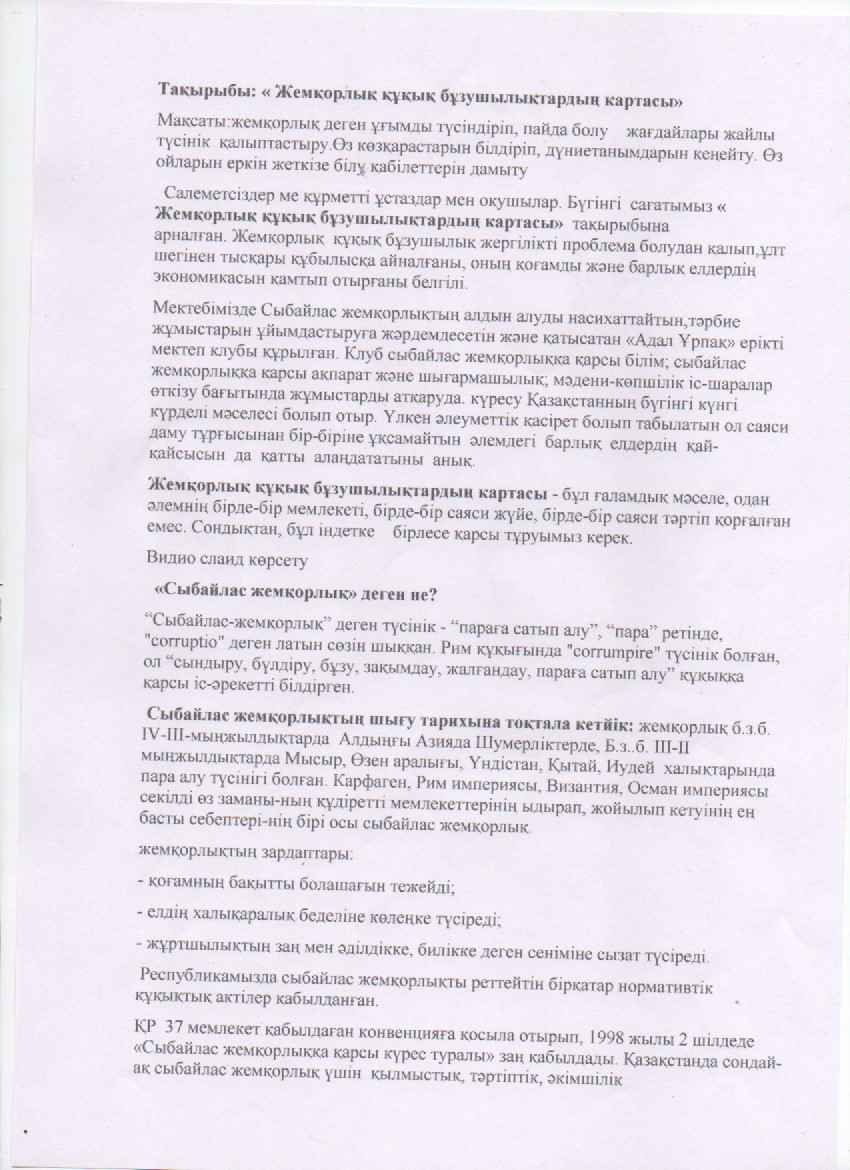 Тақырыбы: « Жемқорлық құқық бұзушылықтардың картасы»
Мақсаты:жемқорлық деген ұғымды түсіндіріп, пайда болу жағдайлары жайлы
түсінік қалыптастыру.Өз көзқарастарын білдіріп, дүниетанымдарын кеңейту. Өз
ойларын еркін жеткізе білу қабілеттерін дамыту
Салеметсіздер ме құрметті ұстаздар мен оқушылар. Бүгінгі сағатымыз «
Жемқорлық құқық бұзушылықтардың картасы» тақырыбына
арналған. Жемқорлық құқық бұзушылық жергілікті проблема болудан қалып,ұлт
шегінен тысқары құбылысқа айналғаны, оның қоғамды және барлық елдердің
экономикасын қамтып отырғаны белгілі.
Мектебімізде Сыбайлас жемқорлықтың алдын алуды насихаттайтын,тәрбие
жұмыстарын ұйымдастыруға жәрдемдесетін және қатысатан «Адал Ұрпақ» ерікті
мектеп клубы құрылған. Клуб сыбайлас жемқорлыққа қарсы білім; сыбайлас
жемқорлыққа қарсы ақпарат және шығармашылық; мәдени-көпшілік іс-шаралар
өткізу бағытында жұмыстарды атқаруда. күресу Қазақстанның бүгінгі күнгі
күрделі мәселесі болып отыр. Үлкен әлеуметтік қасірет болып табылатын ол саяси
даму тұрғысынан бір-біріне ұқсамайтын әлемдегі барлық елдердің қай-
қайсысын да қатты алаңдататыны анық.
Жемқорлық құқық бұзушылықтардың картасы - бұл ғаламдық мәселе, одан
әлемнің бірде-бір мемлекеті, бірде-бір саяси жүйе, бірде-бір саяси тәртіп қорғалған
емес. Сондықтан, бұл індетке бірлесе қарсы тұруымыз керек.
Видио слаид көрсету
«Сыбайлас жемқорлық» деген не?
“Сыбайлас-жемқорлық” деген түсінік - “параға сатып алу”, “пара” ретінде,
"corruptio" деген латын сөзін шыққан. Рим құқығында "corrumpire" түсінік болған,
ол “сындыру, бүлдіру, бұзу, зақымдау, жалғандау, параға сатып алу” құқыққа
қарсы іс-әрекетті білдірген.
Сыбайлас жемқорлықтың шығу тарихына тоқтала кетйік: жемқорлық б.з.б.
IV-III-мыңжылдықтарда Алдыңғы Азияда Шумерліктерде, Б.з..б. III-II
мыңжылдықтарда Мысыр, Өзен аралығы, Үндістан, Қытай, Иудей халықтарында
пара алу түсінігі болған. Карфаген, Рим империясы, Византия, Осман империясы
секілді өз заманы-ның құдіретті мемлекеттерінің ыдырап, жойылып кетуінің ең
басты себептері-нің бірі осы сыбайлас жемқорлық.
жемқорлықтың зардаптары:
- қоғамның бақытты болашағын тежейді;
- елдің халықаралық беделіне көлеңке түсіреді;
- жұртшылықтың заң мен әділдікке, билікке деген сеніміне сызат түсіреді.
Республикамызда сыбайлас жемқорлықты реттейтін бірқатар нормативтік
құқықтық актілер қабылданған.
ҚР 37 мемлекет қабылдаған конвенцияға қосыла отырып, 1998 жылы 2 шілдеде
«Сыбайлас жемқорлыққа қарсы күрес туралы» заң қабылдады. Қазақстанда сондай-
ақ сыбайлас жемқорлық үшін қылмыстық, тәртіптік, әкімшілік